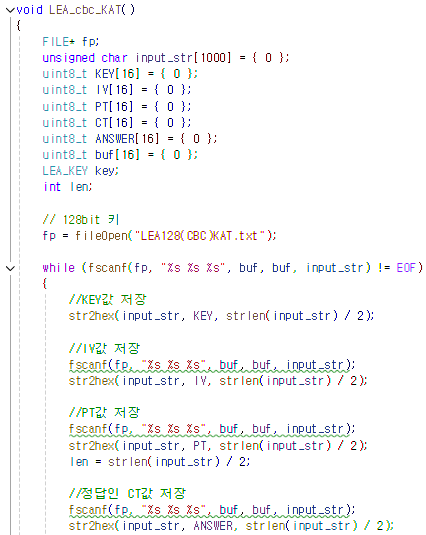 void LEA_cbc_KAT()
{
FILE* fp;
unsigned char input_str[1000] = { 0 };
uint8_t KEY[16] = { 0 };
uint8_t IV[16] = { 0 };
uint8_t PT[16] = { 0 };
uint8_t CT[16] = { 0 };
uint8_t ANSWER[16] = { 0 };
uint8_t buf[16] = { 0 };
LEA_KEY key;
int len;
// 128bit 키
fp = fileOpen("LEA128(CBC)KAT.txt");
while (fscanf(fp, "%s %s %s", buf, buf, input_str) != EOF)
{
//KEY값 저장
str2hex(input_str, KEY, strlen(input_str) / 2);
//IV값 저장
fscanf(fp, "%s %s %s", buf, buf, input_str);
str2hex(input_str, IV, strlen(input_str) / 2);
//PT값 저장
fscanf(fp, "%s %s %s", buf, buf, input_str);
str2hex(input_str, PT, strlen(input_str) / 2);
len = strlen(input_str) / 2;
//정답인 CT값 저장
fscanf(fp, "%s %s %s", buf, buf, input_str);
str2hex(input_str, ANSWER, strlen(input_str) / 2);